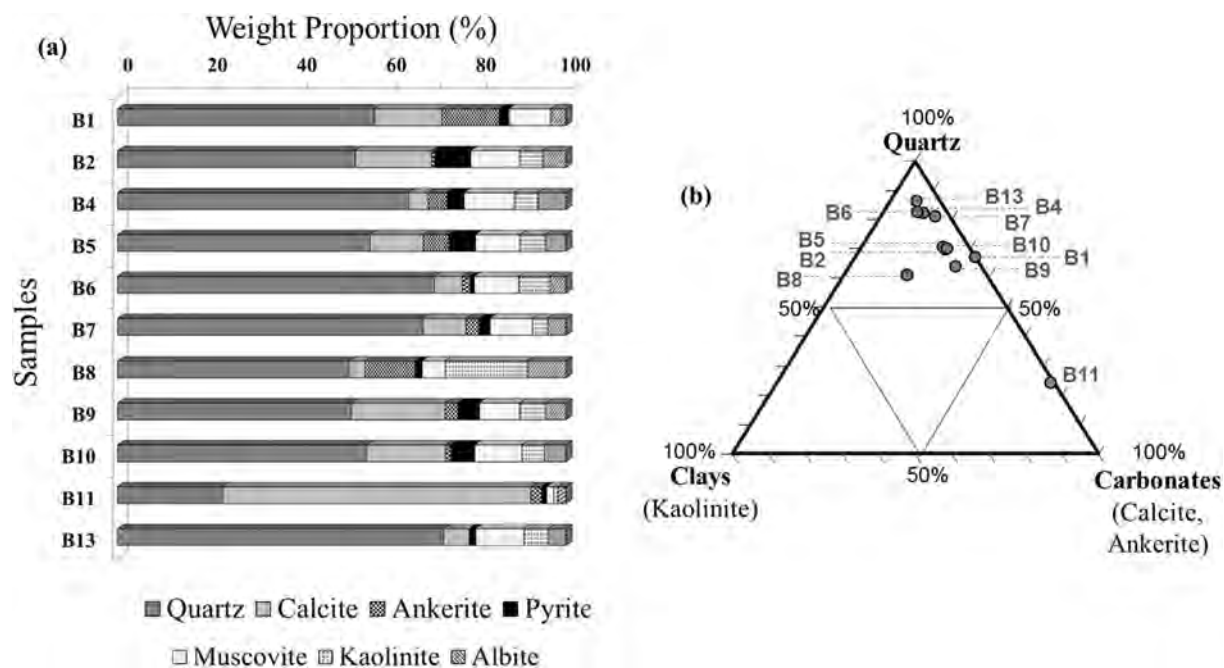 (a)
Weight Proportion (%)
0 20 40 60 80 100
Samples
B1
B2
B4
B5
B6
B7
B8
B9
B10
B11
B13
Quartz Calcite Ankerite Pyrite
Muscovite Kaolinite Albite
(b)
100%
Quartz
B13
B4
B6
B7
B5
B10
B2
B1
B9
B8
50% 50%
B11
100% 100%
50%
Clays
(Kaolinite)
Carbonates
(Calcite,
Ankerite)